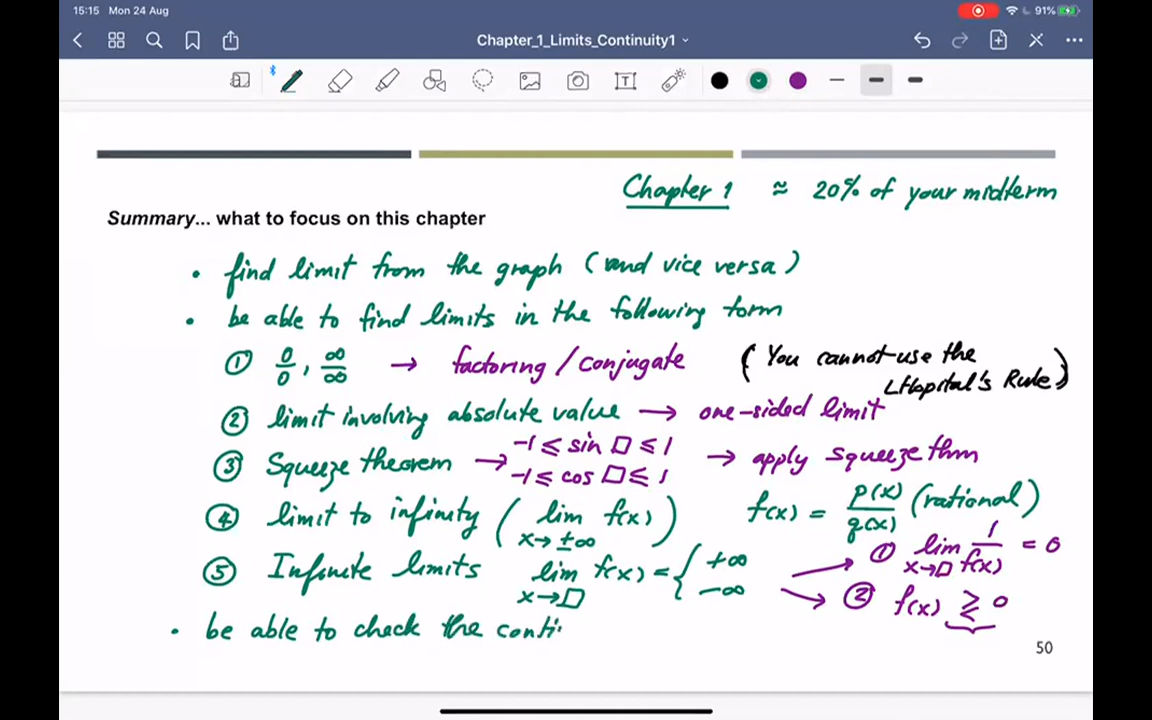 15:15 Mon 24 Aug
91%
Chapter_1_Limits_Continuity1
Chapter 1 ≈ 20% of your midterm
Summary... what to focus on this chapter
• find limit from the graph (and vice versa)
• be able to find limits in the following form
① 0/0, ∞/∞ → factoring / conjugate (You cannot use the LHopital's Rule)
② limit involving absolute value → one-sided limit
③ Squeeze theorem → -1 ≤ sin □ ≤ 1 -1 ≤ cos □ ≤ 1 → apply squeeze thm
④ limit to infinity (lim x→±∞ f(x)) f(x) = p(x)/q(x) (rational)
⑤ Infinite limits lim x→□ f(x) = { +∞ -∞ → ① lim x→□ 1/f(x) = 0
→ ② f(x) ≷ 0
• be able to check the conti
50